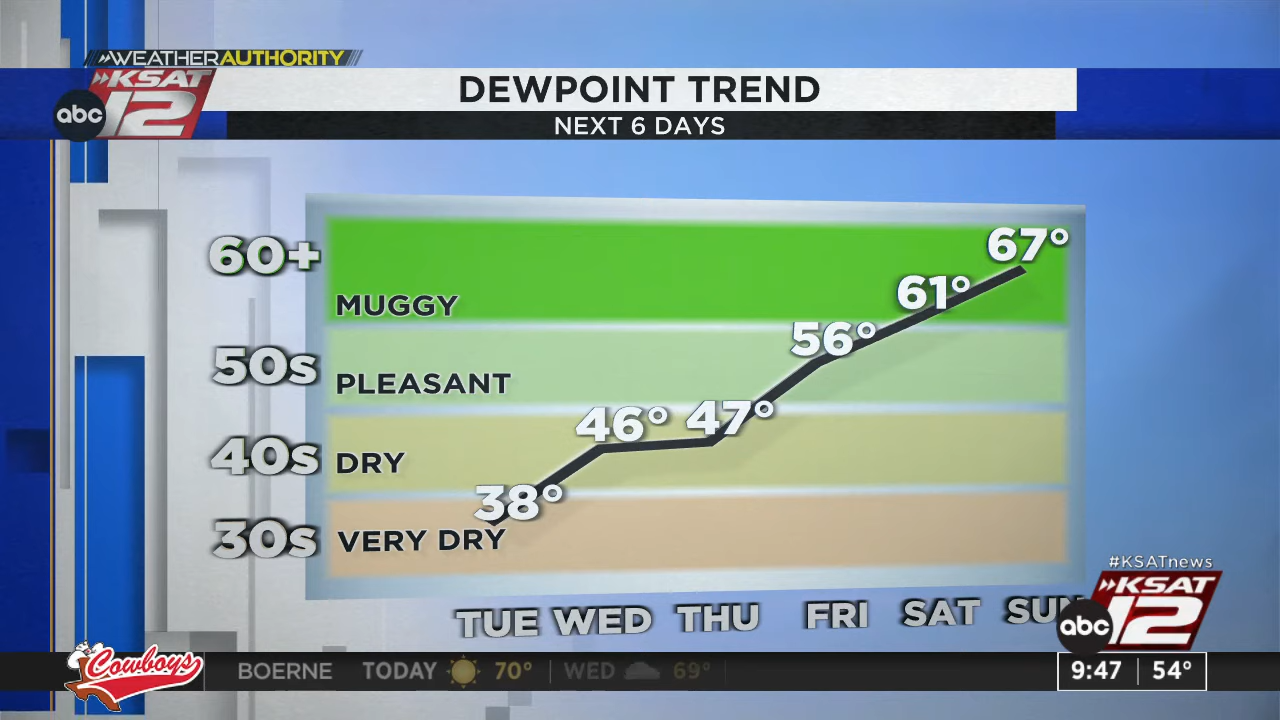 WEATHERAUTHORITY
KSAT
abc 12
DEWPOINT TREND
NEXT 6 DAYS
60+
MUGGY
50s
PLEASANT
40s
DRY
30s
VERY DRY
38°
46°
47°
56°
61°
67°
TUE WED THU FRI SAT SUN
#KSATnews
KSAT
abc 12
Cowboys
BOERNE TODAY 70° WED 69°
9:47 54°